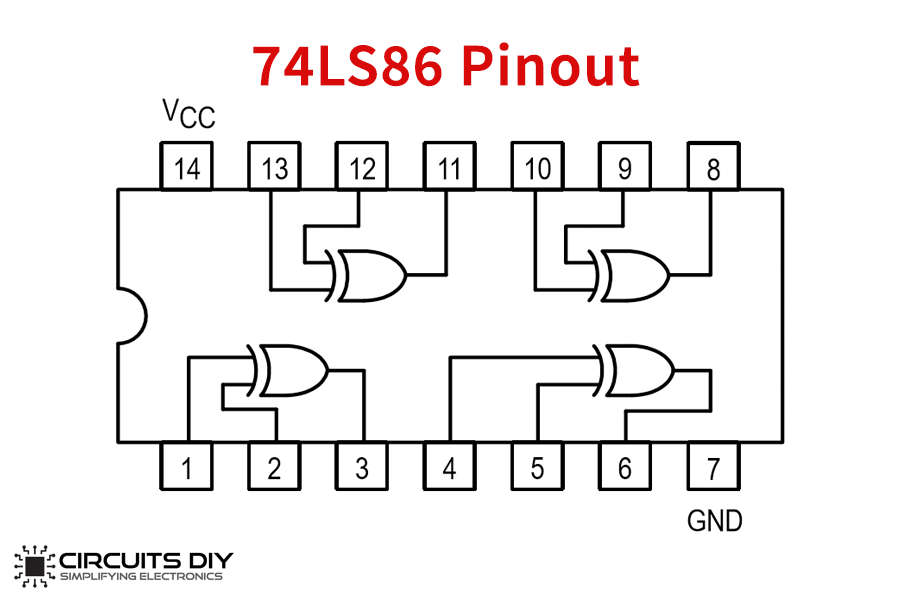 74LS86 Pinout
VCC
14 13 12 11 10 9 8
1 2 3 4 5 6 7
GND
CIRCUITS DIY
SIMPLIFYING ELECTRONICS